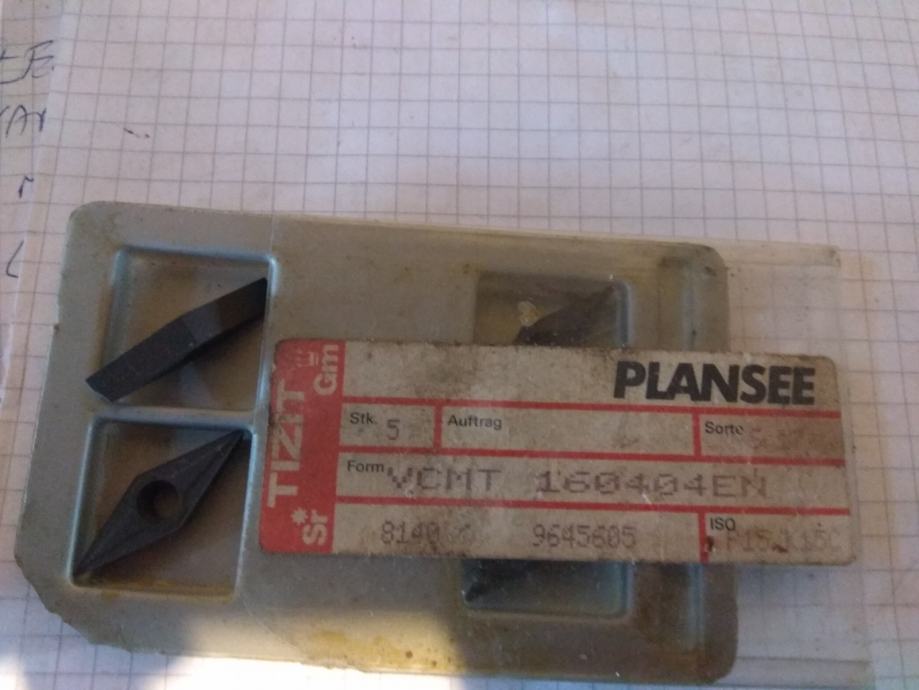 PLANSEE
TIZIT
Gm
Sr
Stk. 5
Auftrag
Sorte
Form VCMT 160404EN
9645605
ISO